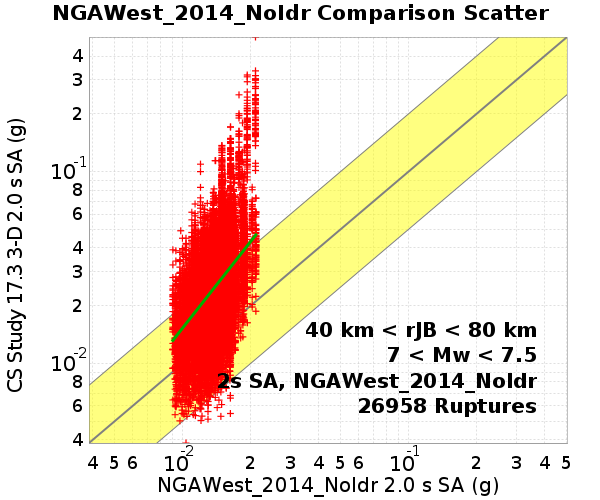 NGAWest_2014_NoIdr Comparison Scatter
CS Study 17.3 3-D 2.0 s SA (g)
4
3
2
10^-1
8
6
4
3
2
10^-2
8
6
4
40 km < rJB < 80 km
7 < Mw < 7.5
2s SA, NGAWest_2014_NoIdr
26958 Ruptures
4 5 6 10^-2 2 3 4 5 6 10^-1 2 3 4 5
NGAWest_2014_NoIdr 2.0 s SA (g)